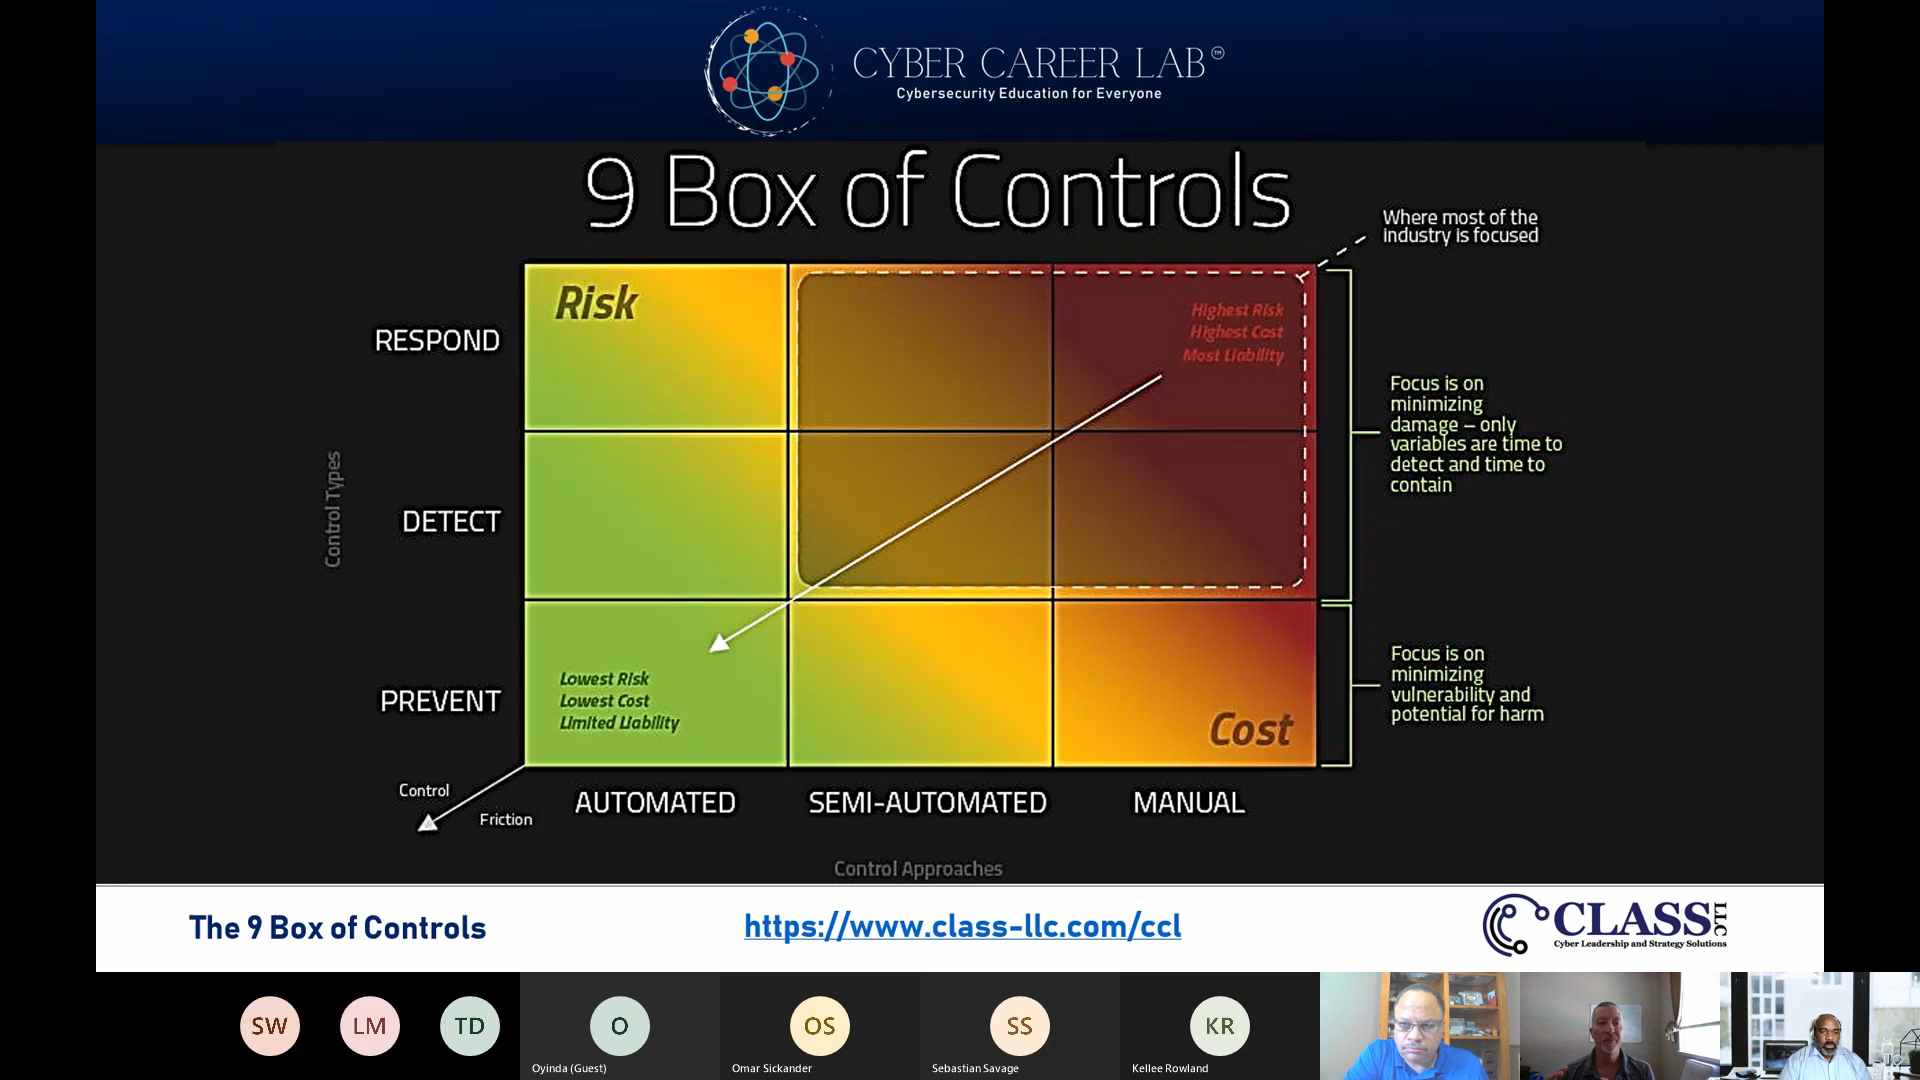 CYBER CAREER LAB™
Cybersecurity Education for Everyone
9 Box of Controls
Where most of the
industry is focused
Risk
Highest Risk
Highest Cost
Most Liability
RESPOND
Focus is on
minimizing
damage – only
variables are time to
detect and time to
contain
Control Types
DETECT
PREVENT
Lowest Risk
Lowest Cost
Limited Liability
Cost
Focus is on
minimizing
vulnerability and
potential for harm
Control
Friction
AUTOMATED
SEMI-AUTOMATED
MANUAL
Control Approaches
The 9 Box of Controls
https://www.class-llc.com/ccl
CLASS LLC
Cyber Leadership and Strategy Solutions
SW
LM
TD
O
OS
SS
KR
Oyinda (Guest)
Omar Sickander
Sebastian Savage
Kellee Rowland